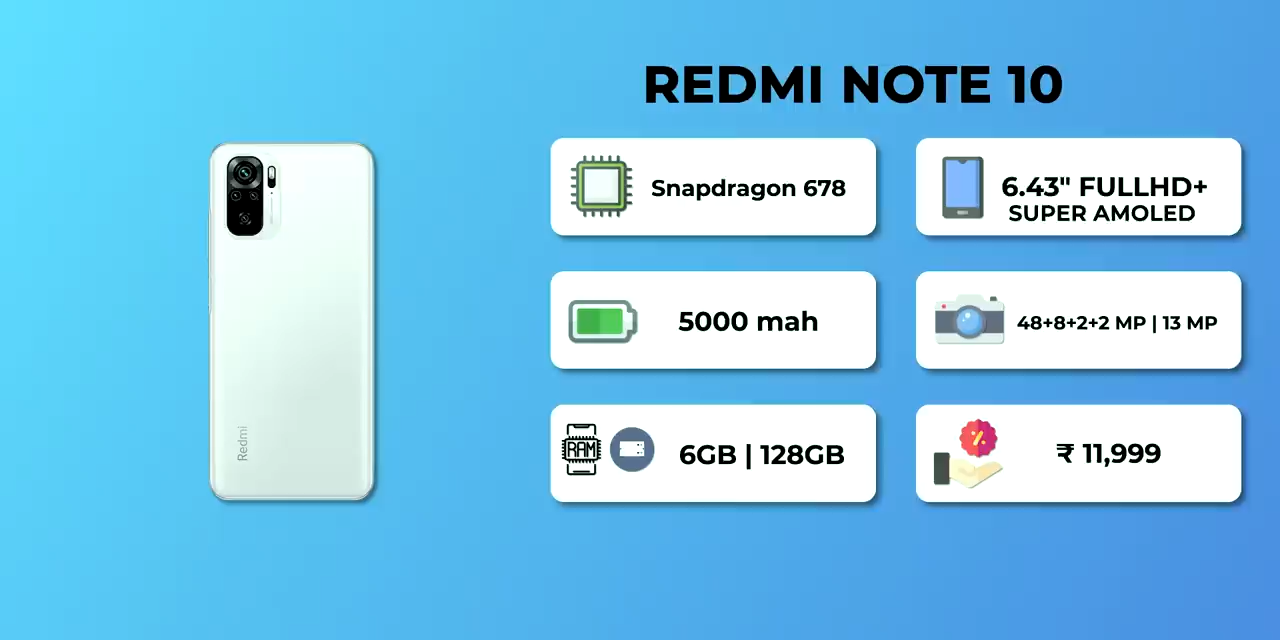 REDMI NOTE 10
Snapdragon 678
6.43" FULLHD+
SUPER AMOLED
5000 mah
48+8+2+2 MP | 13 MP
RAM
6GB | 128GB
%
₹ 11,999
Redmi